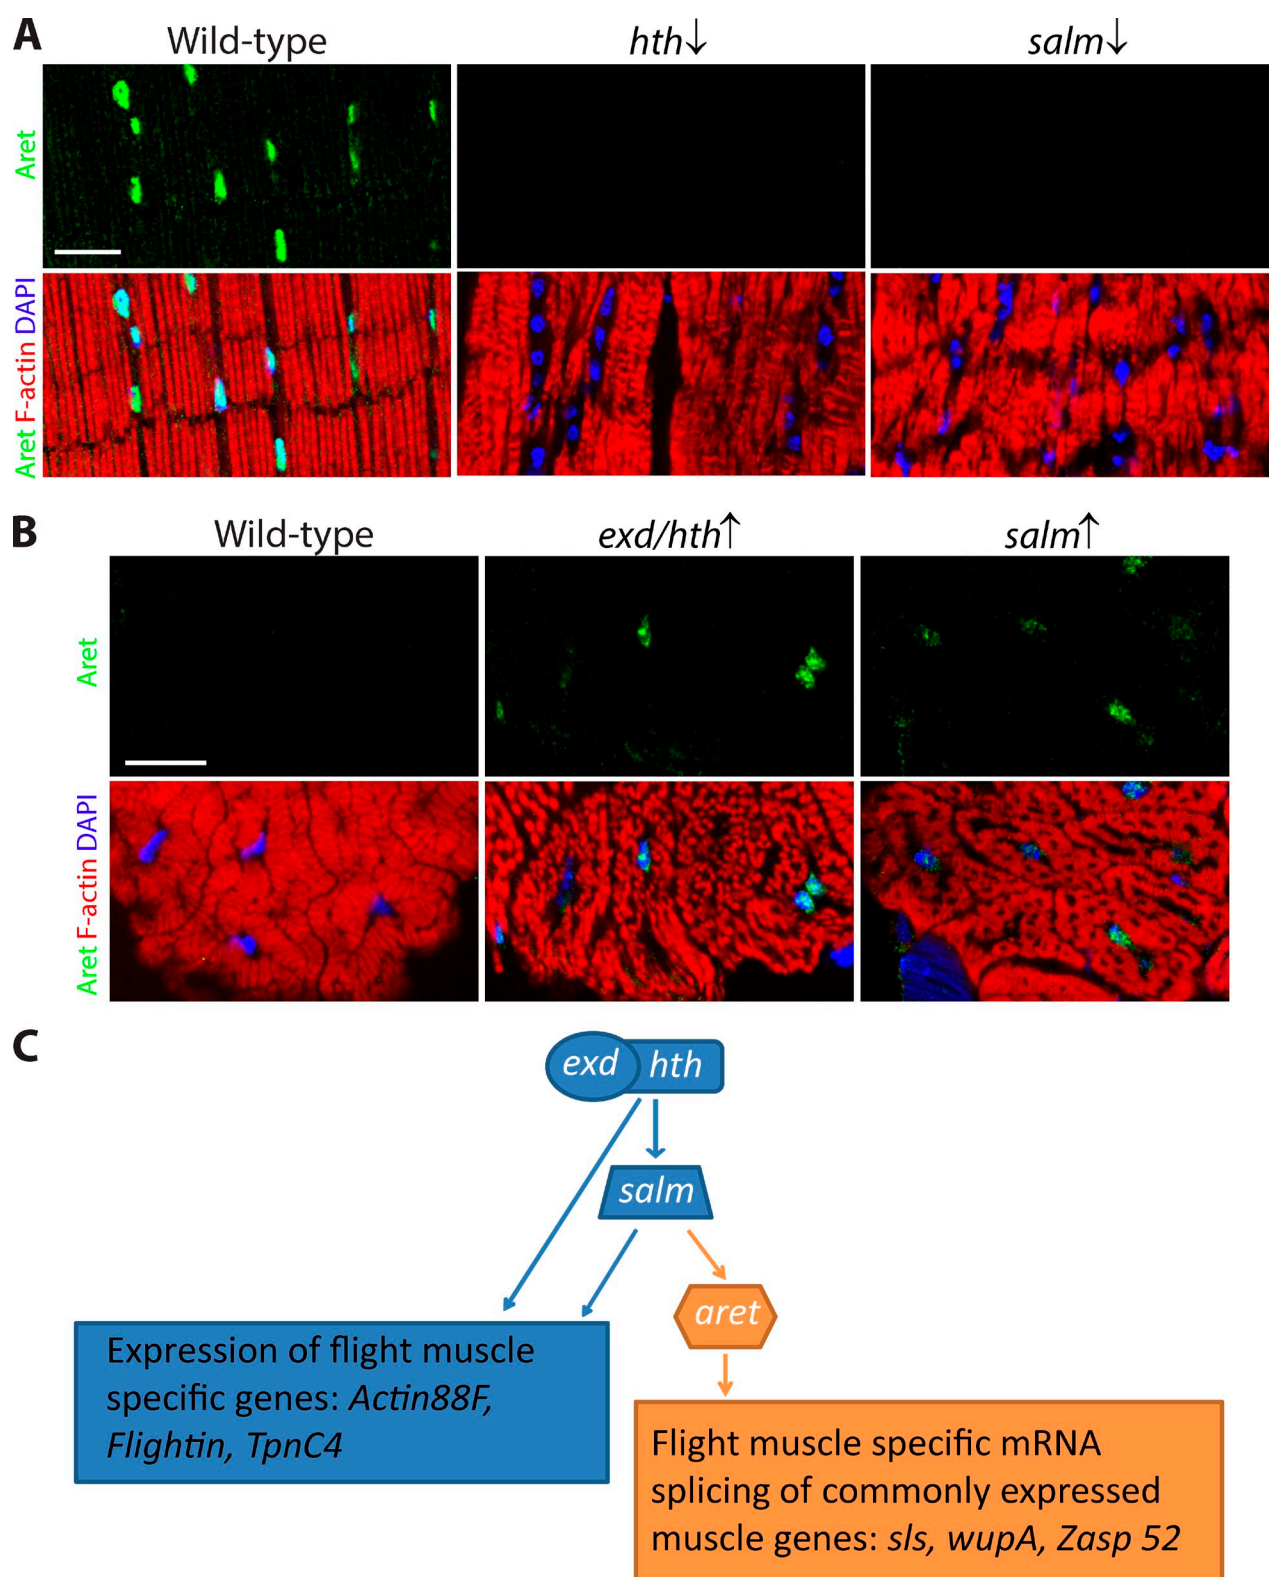 A
Wild-type
hth↓
salm↓
Aret
Aret F-actin DAPI
B
Wild-type
exd/hth↑
salm↑
Aret
Aret F-actin DAPI
C
exd
hth
salm
aret
Expression of flight muscle
specific genes: Actin88F,
Flightin, TpnC4
Flight muscle specific mRNA
splicing of commonly expressed
muscle genes: sls, wupA, Zasp 52